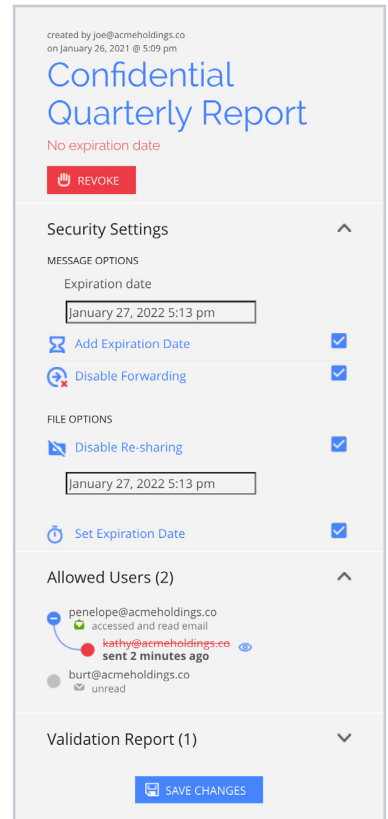 created by joe@acmeholdings.co
on January 26, 2021 @ 5:09 pm
Confidential
Quarterly Report
No expiration date
REVOKE
Security Settings
MESSAGE OPTIONS
Expiration date
January 27, 2022 5:13 pm
Add Expiration Date
Disable Forwarding
FILE OPTIONS
Disable Re-sharing
January 27, 2022 5:13 pm
Set Expiration Date
Allowed Users (2)
penelope@acmeholdings.co
accessed and read email
kathy@acmeholdings.co
sent 2 minutes ago
burt@acmeholdings.co
unread
Validation Report (1)
SAVE CHANGES